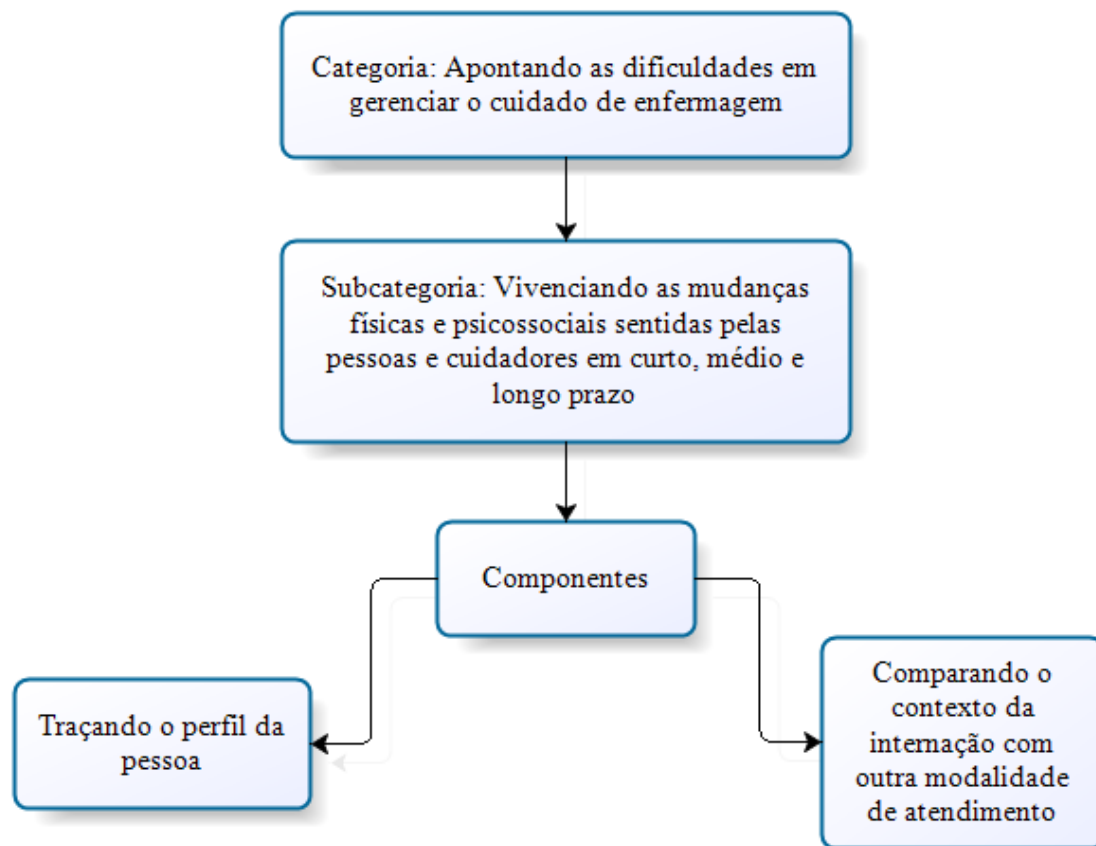 Categoria: Apontando as dificuldades em
gerenciar o cuidado de enfermagem
Subcategoria: Vivenciando as mudanças
físicas e psicossociais sentidas pelas
pessoas e cuidadores em curto, médio e
longo prazo
Componentes
Traçando o perfil da
pessoa
Comparando o
contexto da
internação com
outra modalidade
de atendimento